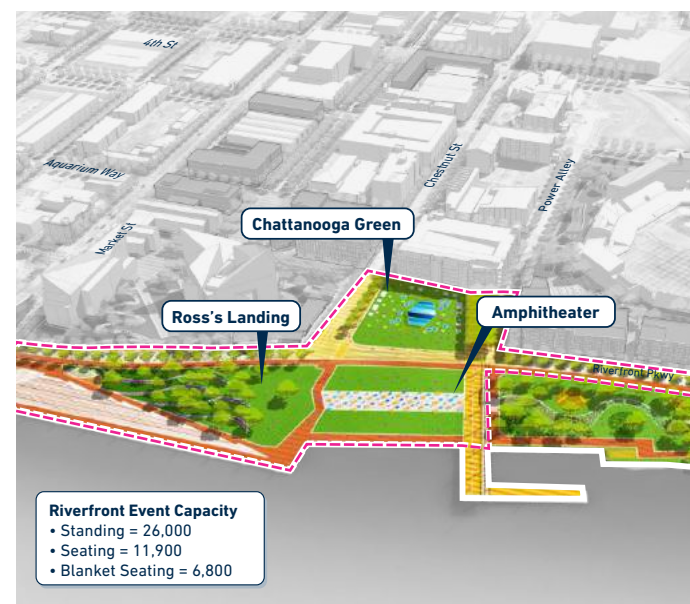 4th St
Aquarium Way
Chestnut St
Power Alley
Market St
Chattanooga Green
Ross's Landing
Amphitheater
Riverfront Pkwy
Riverfront Event Capacity
• Standing = 26,000
• Seating = 11,900
• Blanket Seating = 6,800